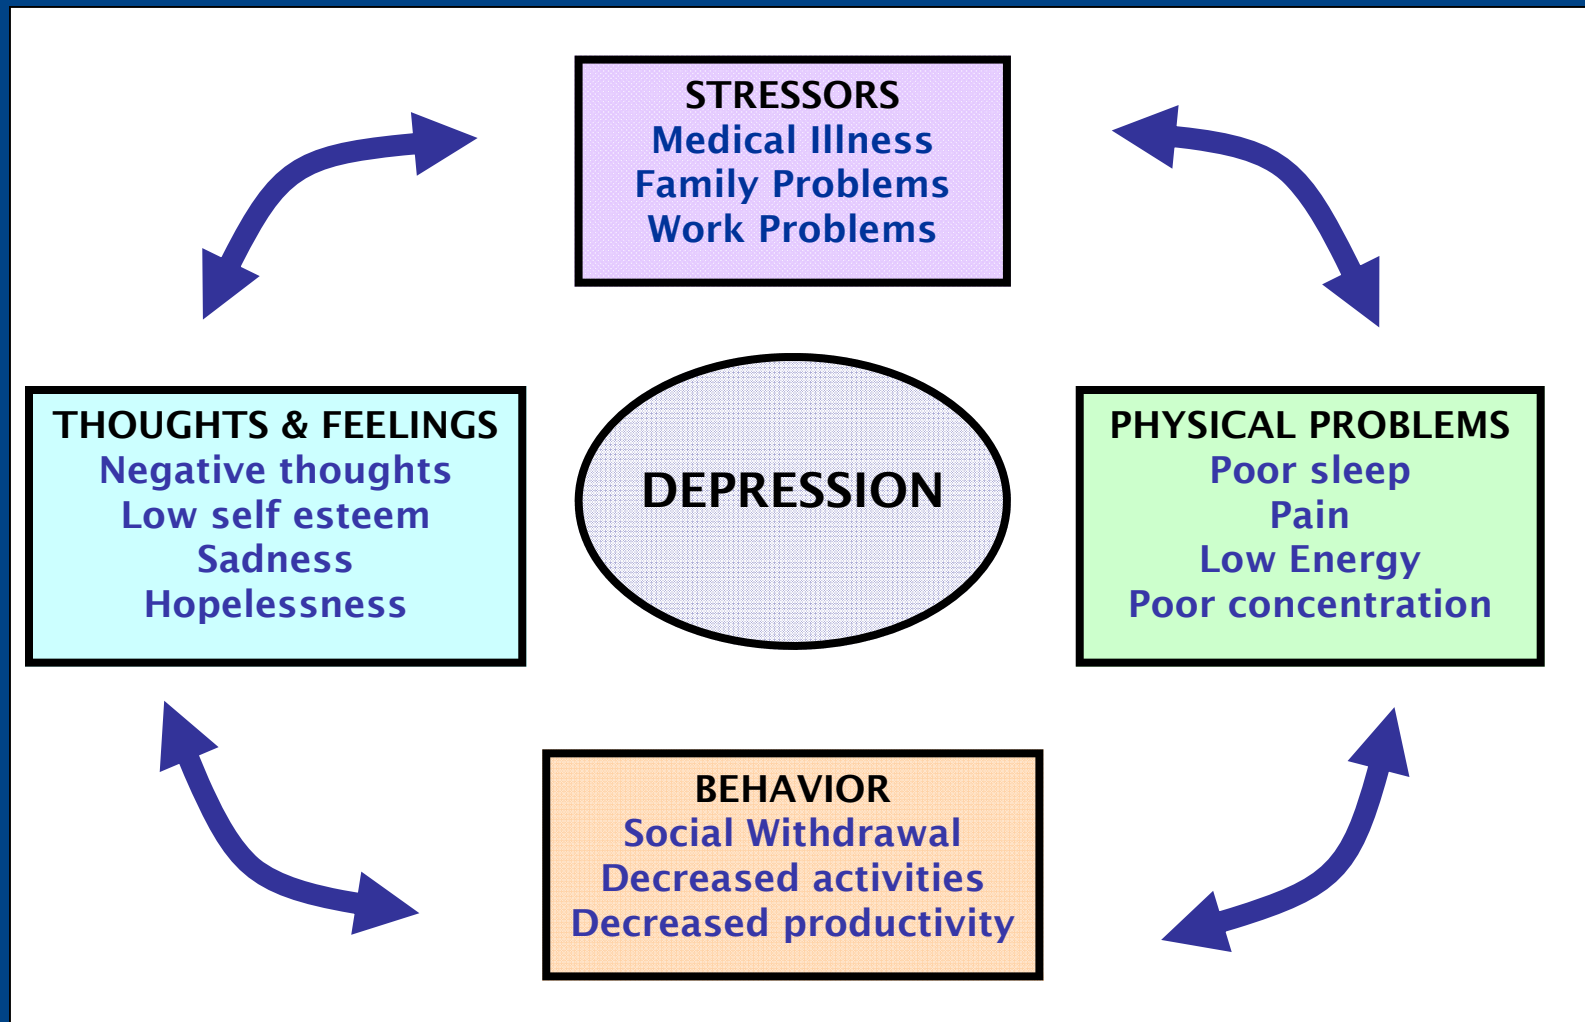 STRESSORS
Medical Illness
Family Problems
Work Problems
THOUGHTS & FEELINGS
Negative thoughts
Low self esteem
Sadness
Hopelessness
DEPRESSION
PHYSICAL PROBLEMS
Poor sleep
Pain
Low Energy
Poor concentration
BEHAVIOR
Social Withdrawal
Decreased activities
Decreased productivity